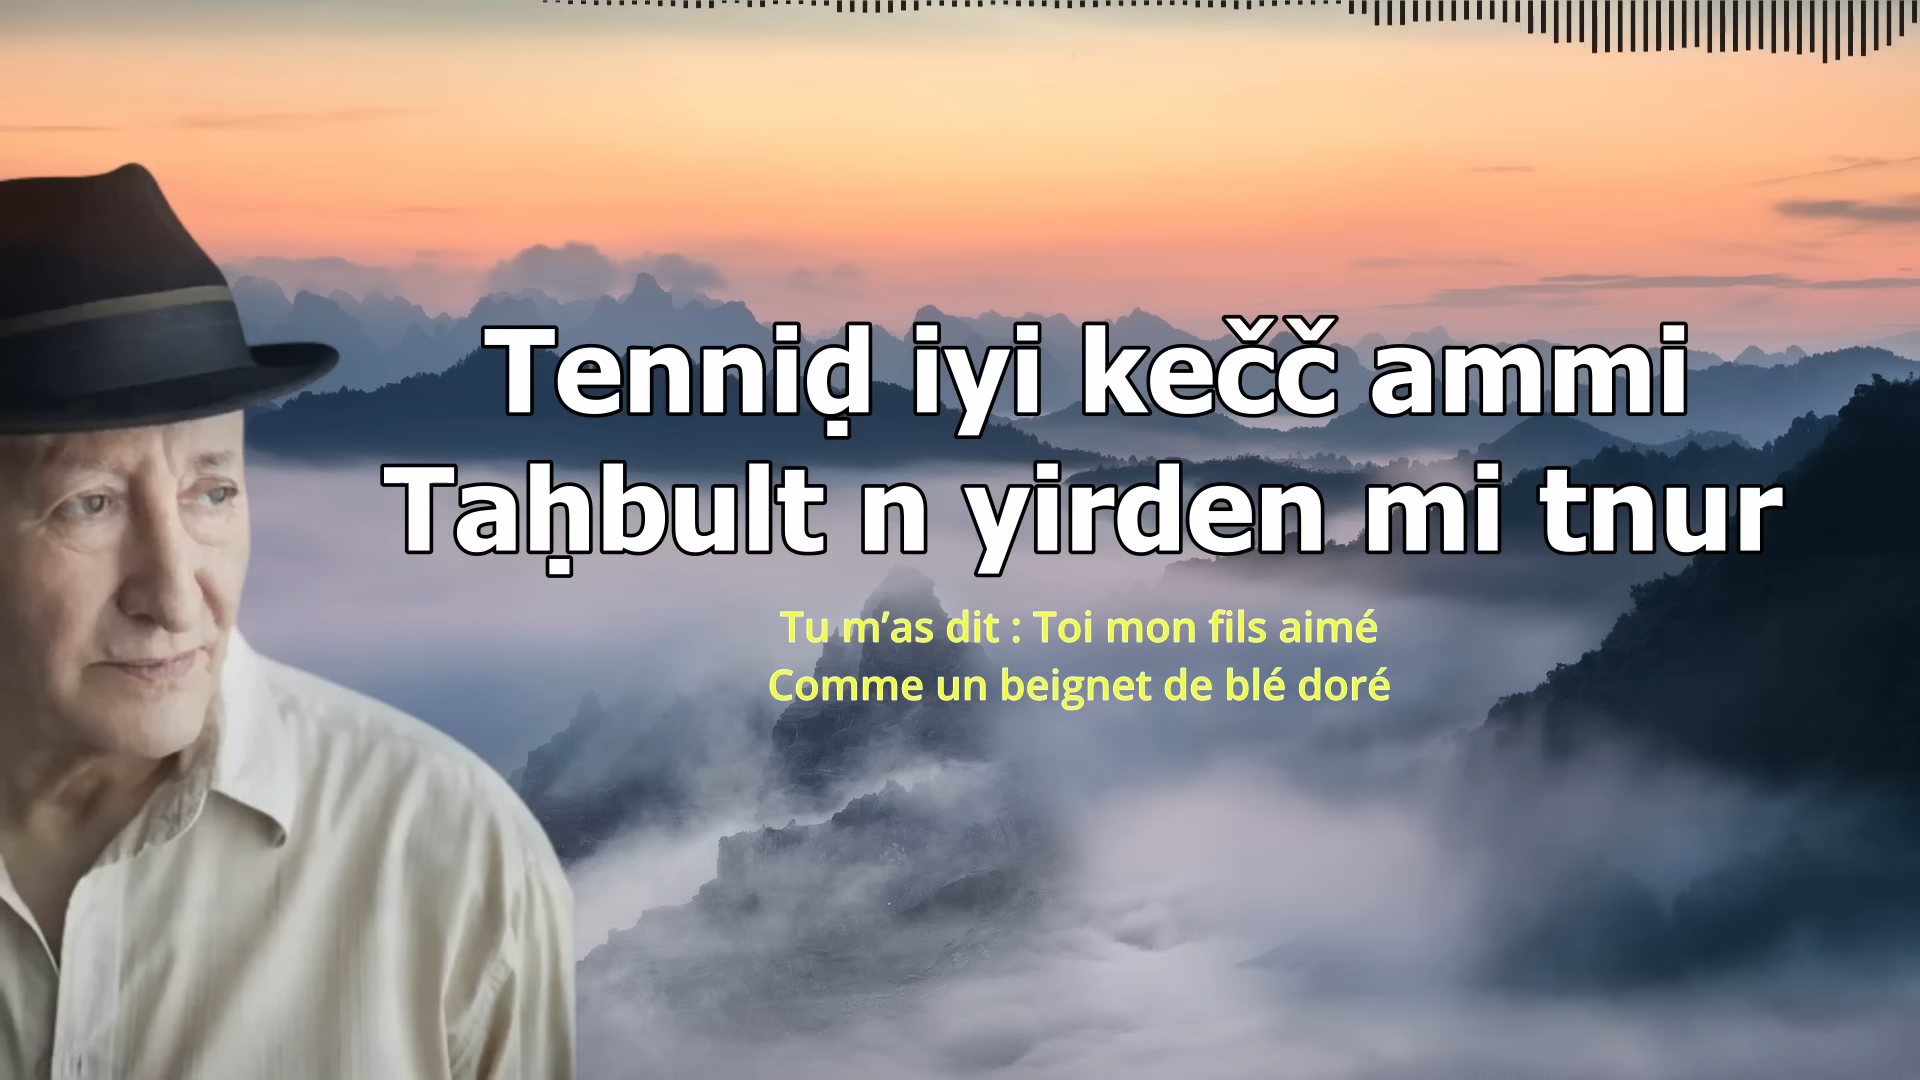 Tenniḍ iyi kečč ammi
Taḥbult n yirden mi tnur
Tu m’as dit : Toi mon fils aimé
Comme un beignet de blé doré